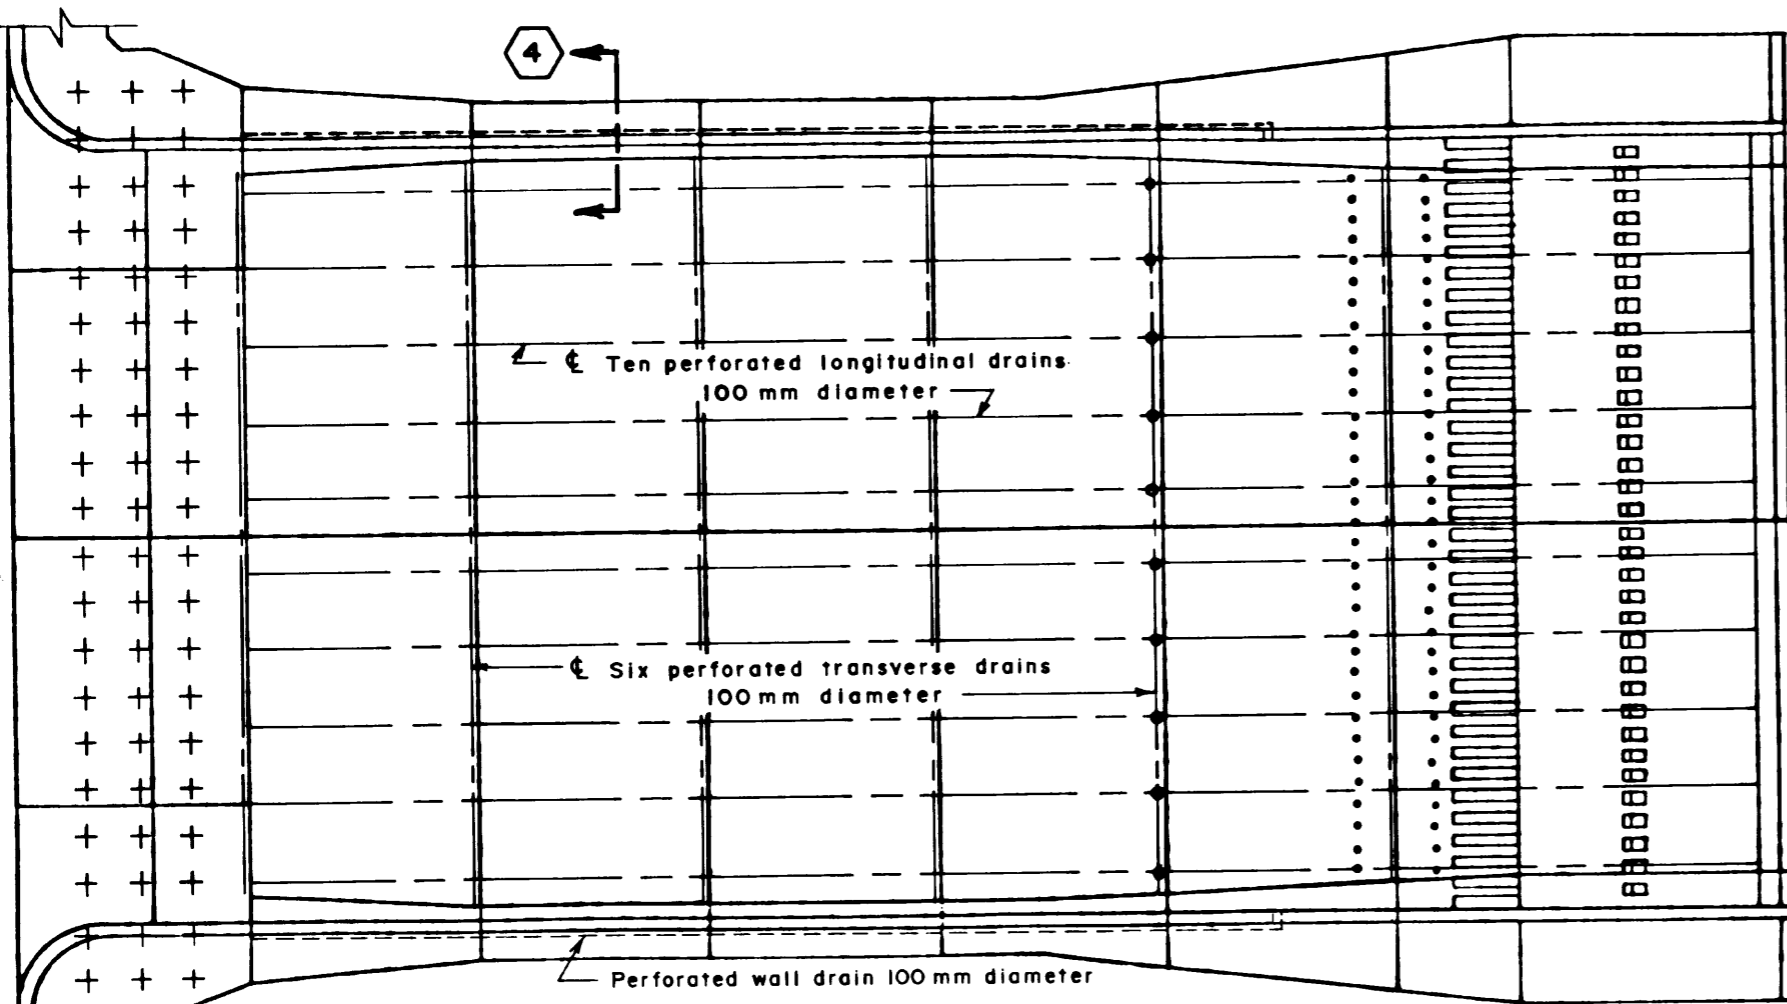 4
℄ Ten perforated longitudinal drains
100 mm diameter
℄ Six perforated transverse drains
100 mm diameter
Perforated wall drain 100 mm diameter